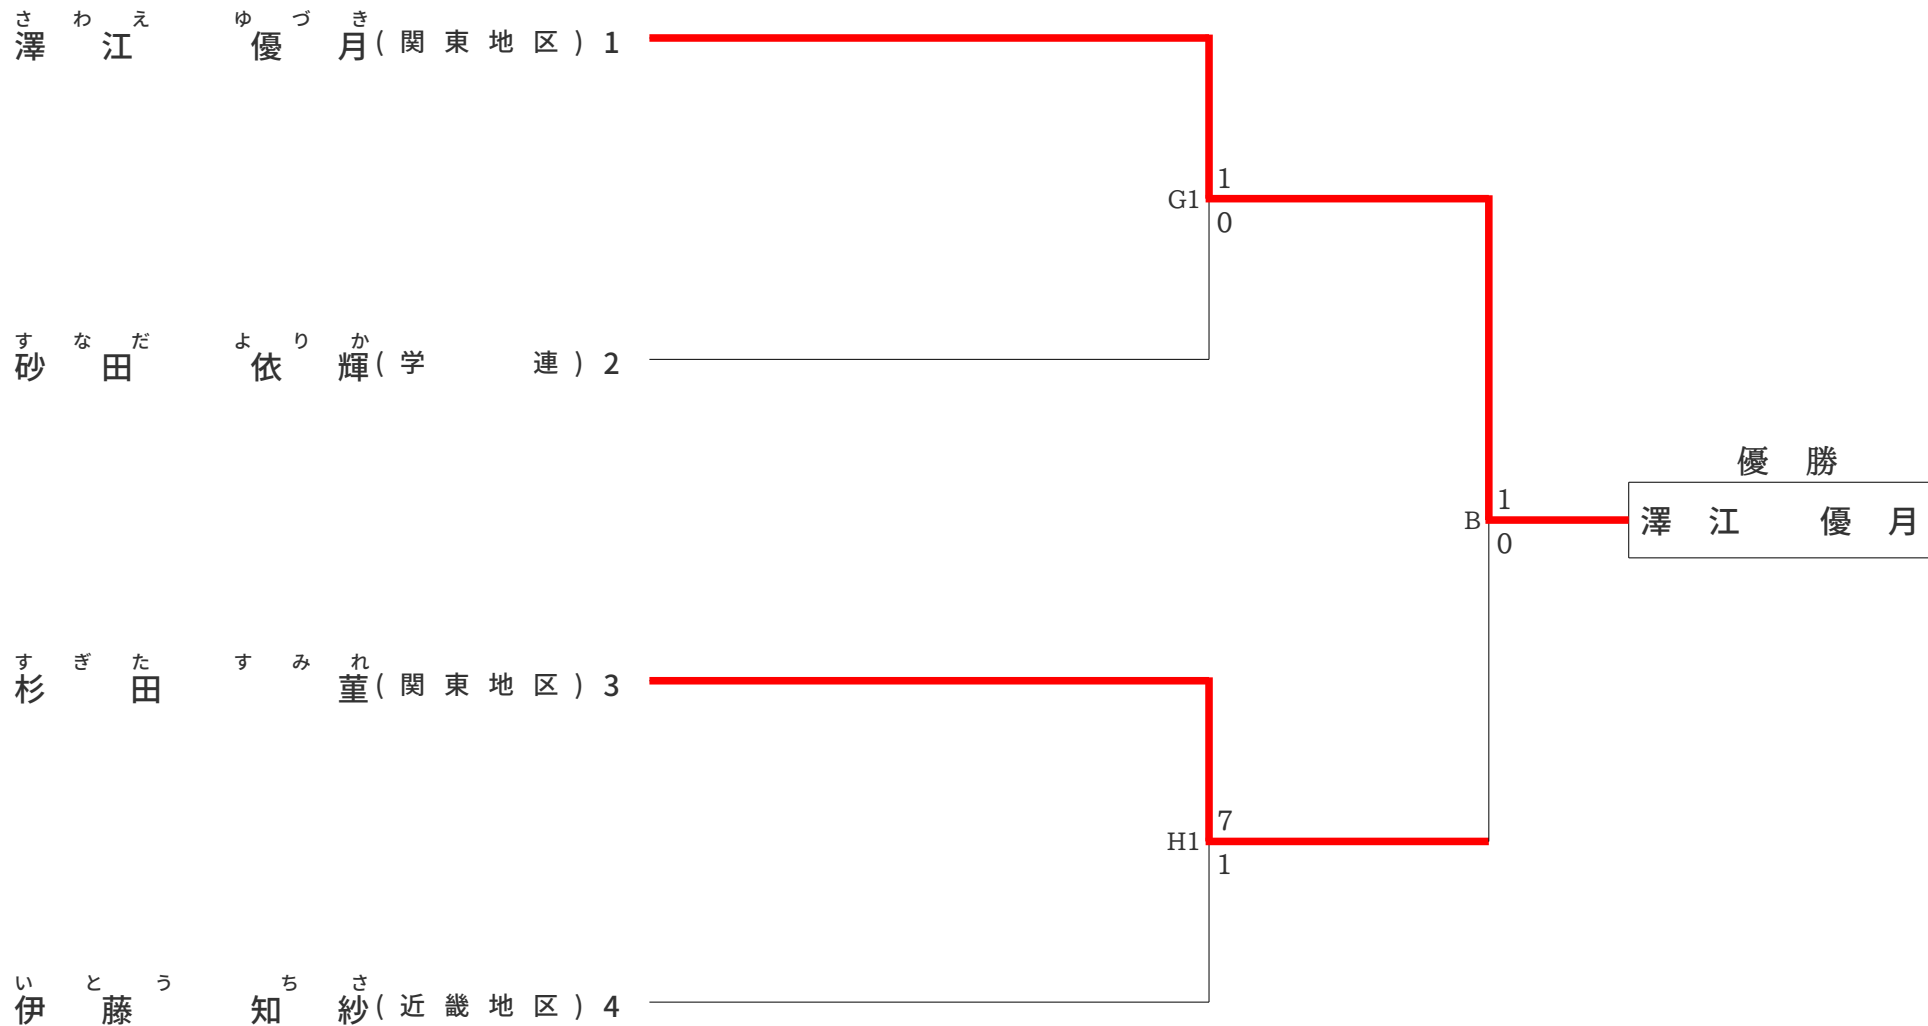 さわえ ゆづき
澤江 優月(関東地区) 1
1
G1
0
すなだ よりか
砂田 依輝(学連) 2
優勝
1
B
澤江 優月
0
すぎた すみれ
杉田 菫(関東地区) 3
7
H1
1
いとう ちさ
伊藤 知紗(近畿地区) 4